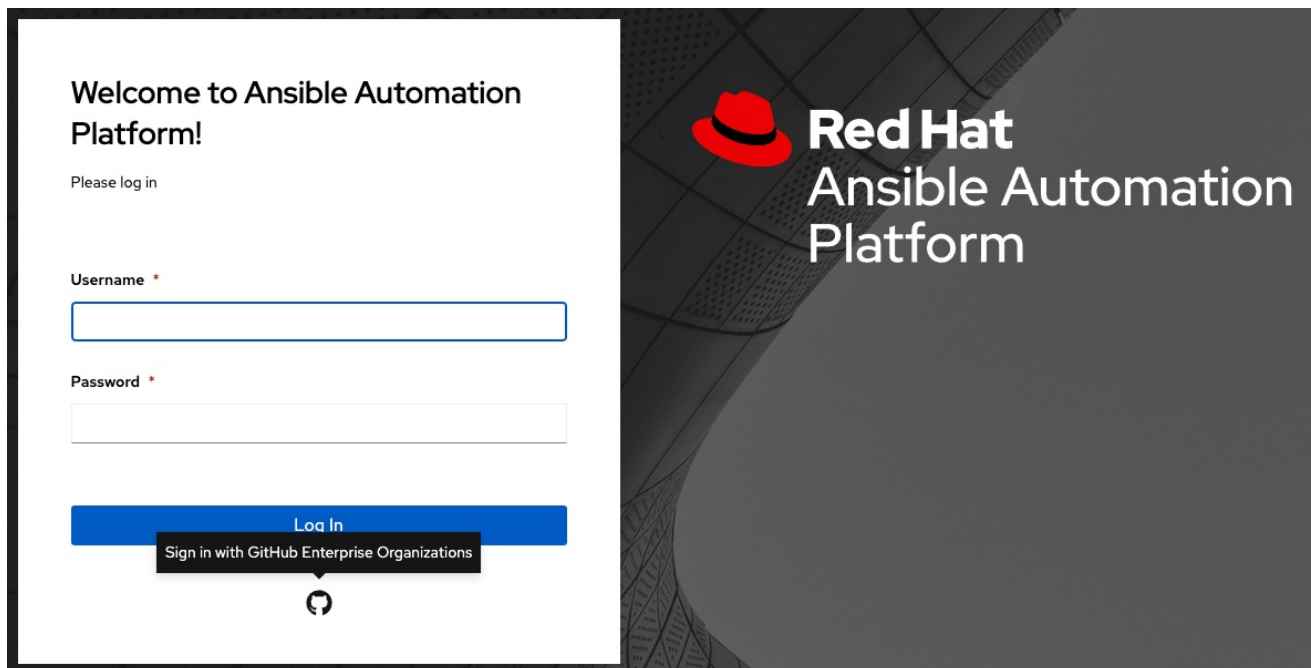 Welcome to Ansible Automation
Platform!
Please log in
Username *
Password *
Log In
Sign in with GitHub Enterprise Organizations
Red Hat
Ansible Automation
Platform